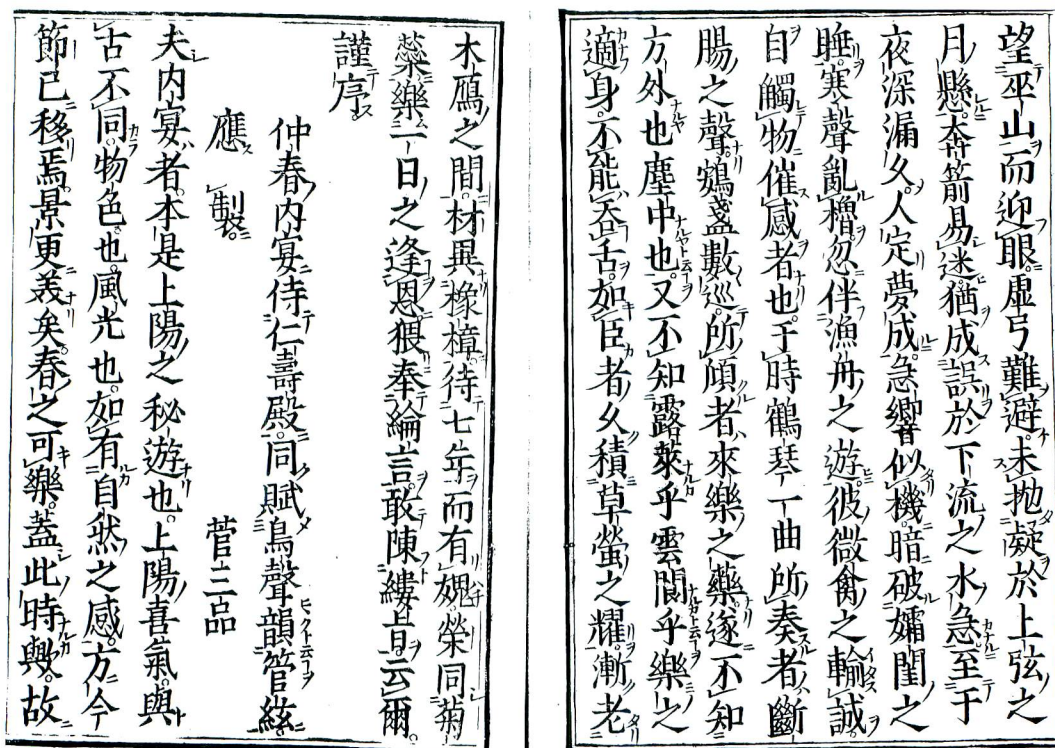 望巫山而迎眼。虚弓難避。未抛疑於上弦之
月懸。奔箭易迷。猶成誤於下流之水急。至于
夜深漏久。人定夢成。急響似機。暗破孀閨之
睡。寒聲亂櫓。忽伴漁舟之遊。彼微禽之輸誠。
自觸物催感者也。于時鶴琴一曲所奏者斷
腸之聲。鵄盞數巡。所傾者來樂之藥。遂不知
方外也塵中也。又不知露萊乎雲閬乎樂之
適身。不能吞舌。如臣者久積草螢之耀。漸老
木鴈之間。材異橡樟。待七年而有媿。榮同菊
蘂。樂一日之逢恩。猥奉綸言。敢陳縷旨。云爾。
謹序。
仲春内宴侍仁壽殿。同賦鳥聲韻管絃
應製。 菅三品
夫内宴者。本是上陽之秘遊也。上陽喜氣與
古不同。物色也。風光也。如有自然之感。方今
節已移焉。景更美矣。春之可樂。蓋此時與。故